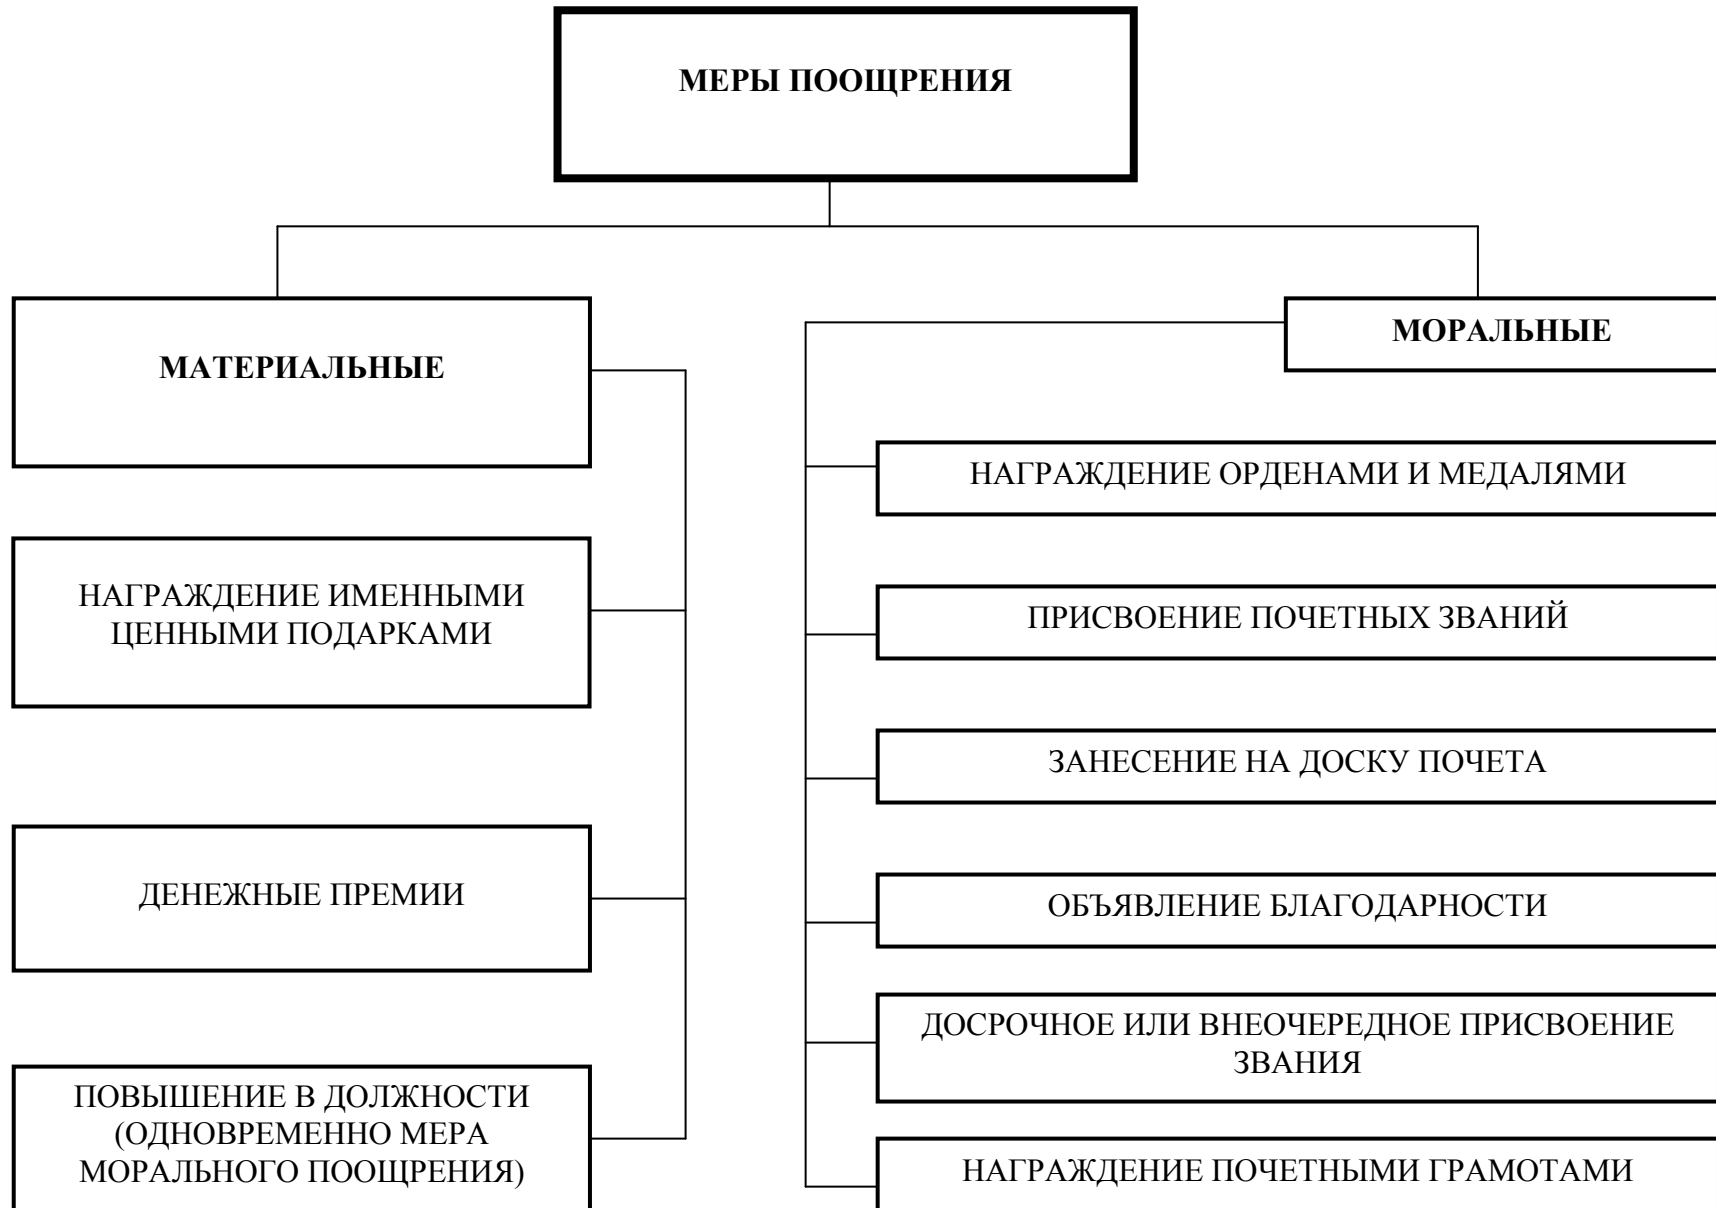 МЕРЫ ПООЩРЕНИЯ
МАТЕРИАЛЬНЫЕ
НАГРАЖДЕНИЕ ИМЕННЫМИ
ЦЕННЫМИ ПОДАРКАМИ
ДЕНЕЖНЫЕ ПРЕМИИ
ПОВЫШЕНИЕ В ДОЛЖНОСТИ
(ОДНОВРЕМЕННО МЕРА
МОРАЛЬНОГО ПООЩРЕНИЯ)
МОРАЛЬНЫЕ
НАГРАЖДЕНИЕ ОРДЕНАМИ И МЕДАЛЯМИ
ПРИСВОЕНИЕ ПОЧЕТНЫХ ЗВАНИЙ
ЗАНЕСЕНИЕ НА ДОСКУ ПОЧЕТА
ОБЪЯВЛЕНИЕ БЛАГОДАРНОСТИ
ДОСРОЧНОЕ ИЛИ ВНЕОЧЕРЕДНОЕ ПРИСВОЕНИЕ
ЗВАНИЯ
НАГРАЖДЕНИЕ ПОЧЕТНЫМИ ГРАМОТАМИ